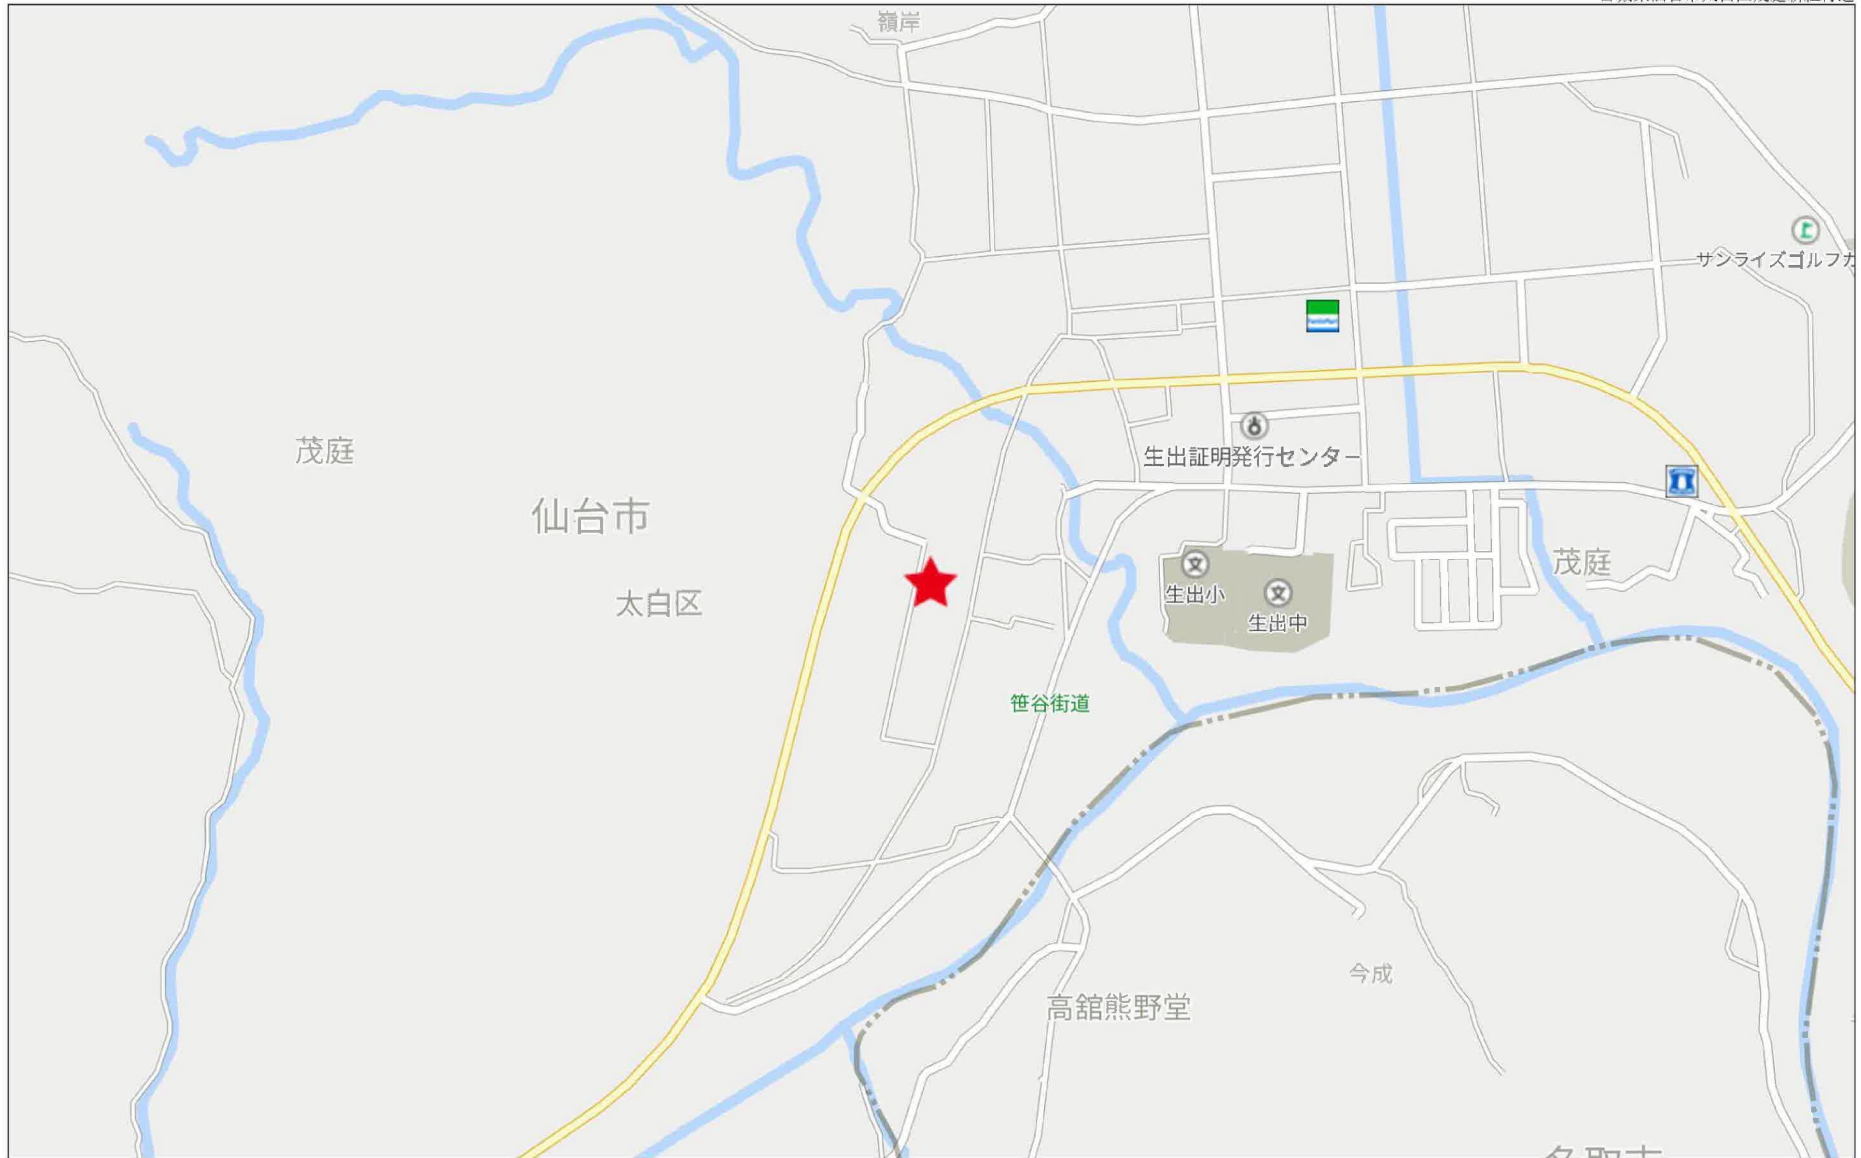 嶺岸
サンライズゴルフガ
FamilyMart
茂庭
生出証明発行センター
仙台市
茂庭
太白区
生出小
生出中
笹谷街道
今成
高舘熊野堂